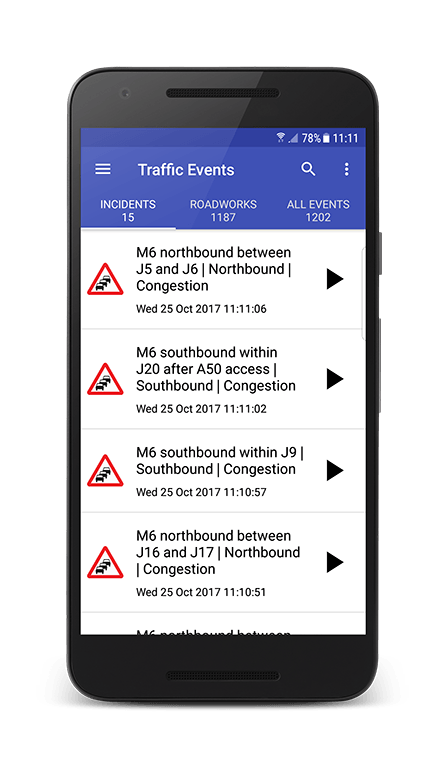 78% 11:11
Traffic Events
INCIDENTS ROADWORKS ALL EVENTS
15 1187 1202
M6 northbound between
J5 and J6 | Northbound |
Congestion
Wed 25 Oct 2017 11:11:06
M6 southbound within
J20 after A50 access |
Southbound | Congestion
Wed 25 Oct 2017 11:11:02
M6 southbound within J9 |
Southbound | Congestion
Wed 25 Oct 2017 11:10:57
M6 northbound between
J16 and J17 | Northbound
| Congestion
Wed 25 Oct 2017 11:10:51
M6 northbound between